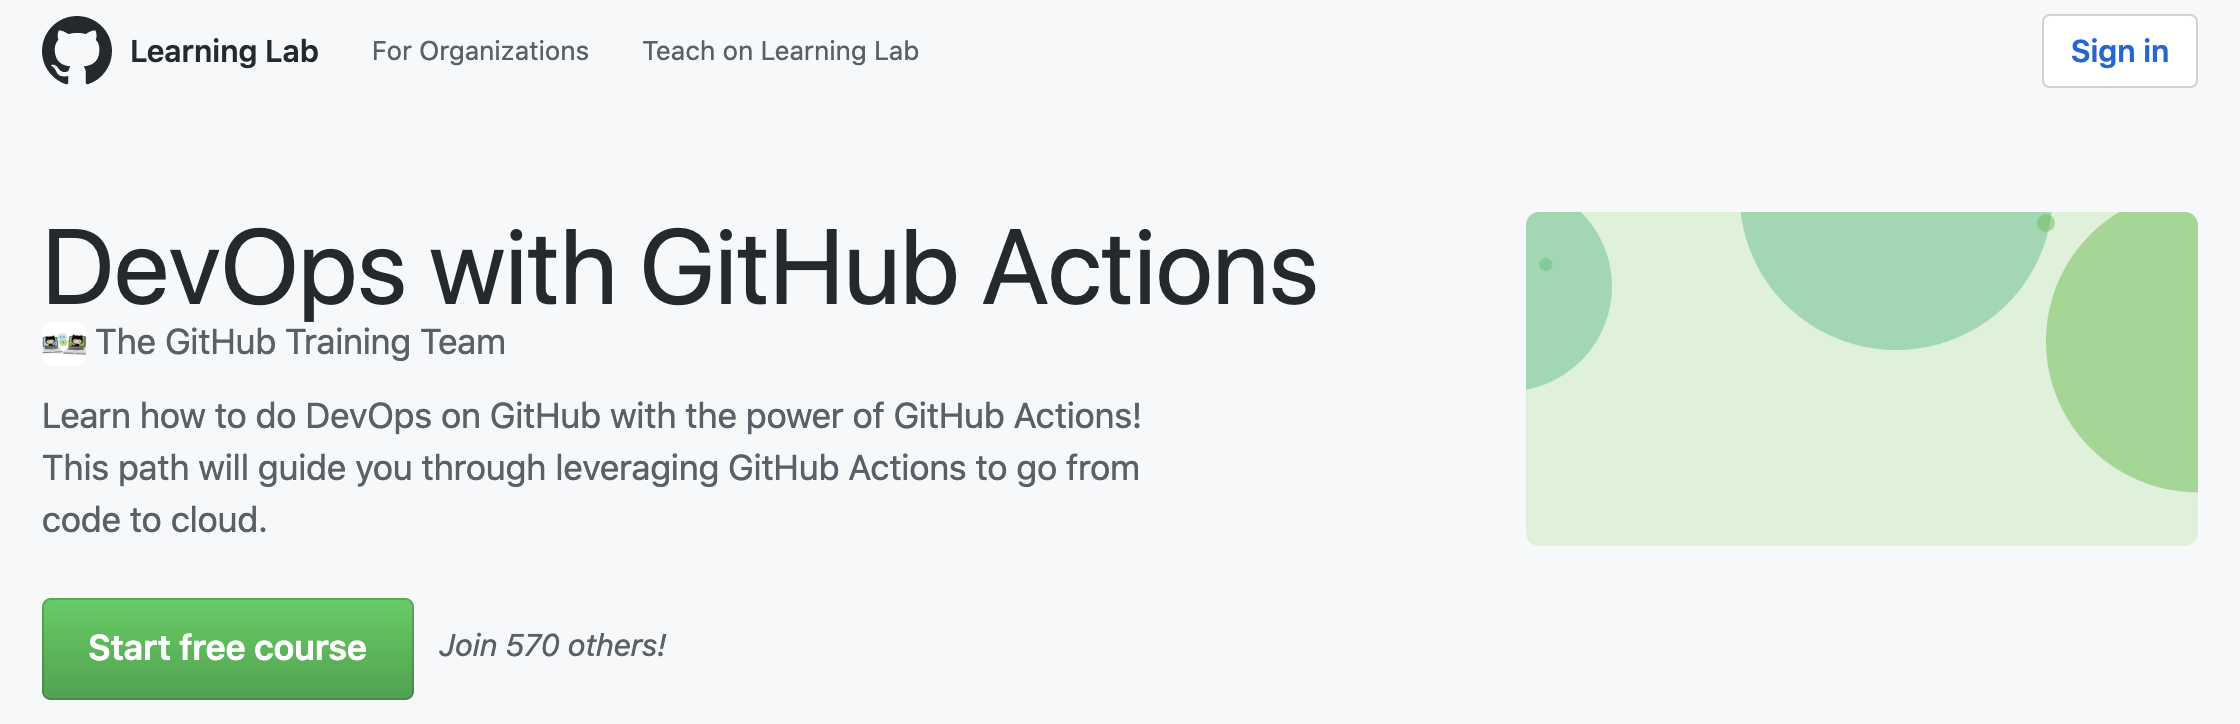 Learning Lab
For Organizations
Teach on Learning Lab
Sign in
DevOps with GitHub Actions
The GitHub Training Team
Learn how to do DevOps on GitHub with the power of GitHub Actions!
This path will guide you through leveraging GitHub Actions to go from
code to cloud.
Start free course
Join 570 others!